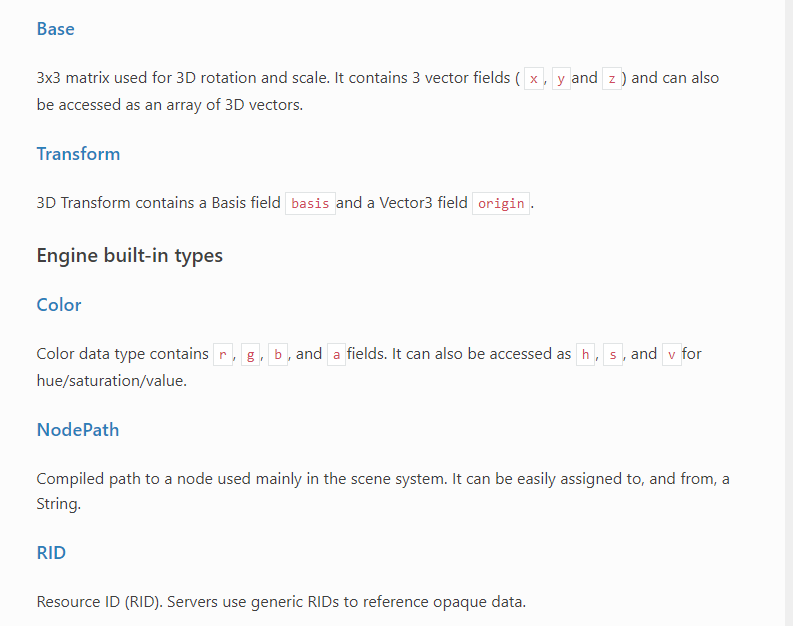 Base
3x3 matrix used for 3D rotation and scale. It contains 3 vector fields ( x, y and z) and can also
be accessed as an array of 3D vectors.
Transform
3D Transform contains a Basis field basis and a Vector3 field origin.
Engine built-in types
Color
Color data type contains r, g, b, and a fields. It can also be accessed as h, s, and v for
hue/saturation/value.
NodePath
Compiled path to a node used mainly in the scene system. It can be easily assigned to, and from, a
String.
RID
Resource ID (RID). Servers use generic RIDs to reference opaque data.